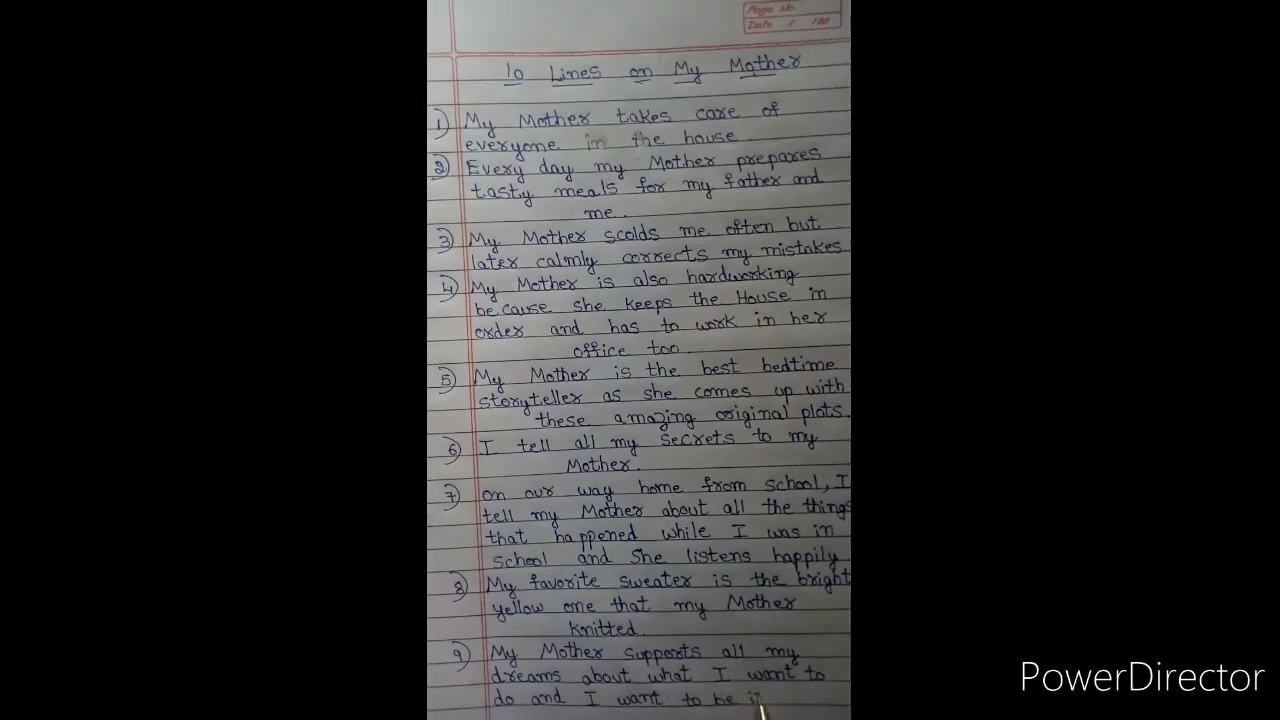 Page No.
Date / /
10 Lines on My Mother
1) My Mother takes care of
everyone in the house
2) Every day my Mother prepares
tasty meals for my father and
me.
3) My Mother scolds me often but
later calmly corrects my mistakes
4) My Mother is also hardworking
because she keeps the House in
order and has to work in her
office too.
5) My Mother is the best bedtime
storyteller as she comes up with
these amazing original plots.
6) I tell all my secrets to my
Mother.
7) on our way home from school, I
tell my Mother about all the things
that happened while I was in
school and She listens happily.
8) My favorite sweater is the bright
yellow one that my Mother
Knitted.
9) My Mother supports all my
dreams about what I want to
do and I want to be i
PowerDirector